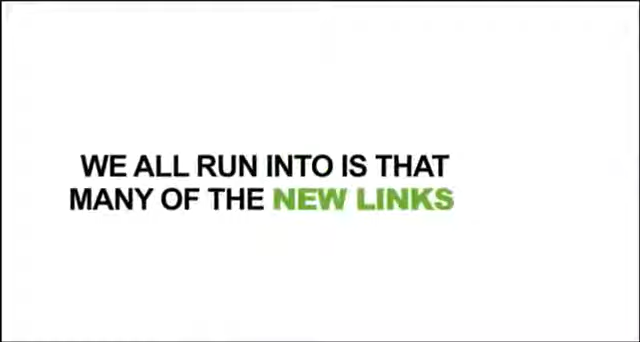 WE ALL RUN INTO IS THAT
MANY OF THE NEW LINKS